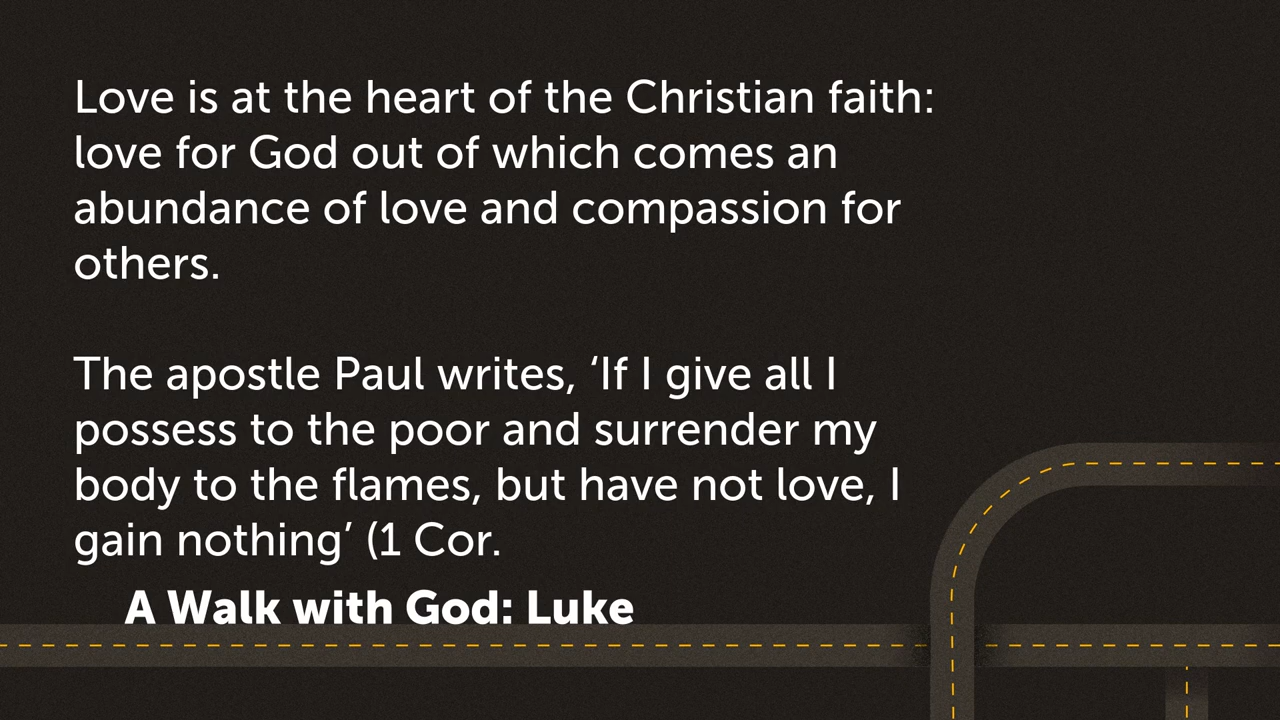 Love is at the heart of the Christian faith:
love for God out of which comes an
abundance of love and compassion for
others.
The apostle Paul writes, ‘If I give all I
possess to the poor and surrender my
body to the flames, but have not love, I
gain nothing’ (1 Cor.
A Walk with God: Luke